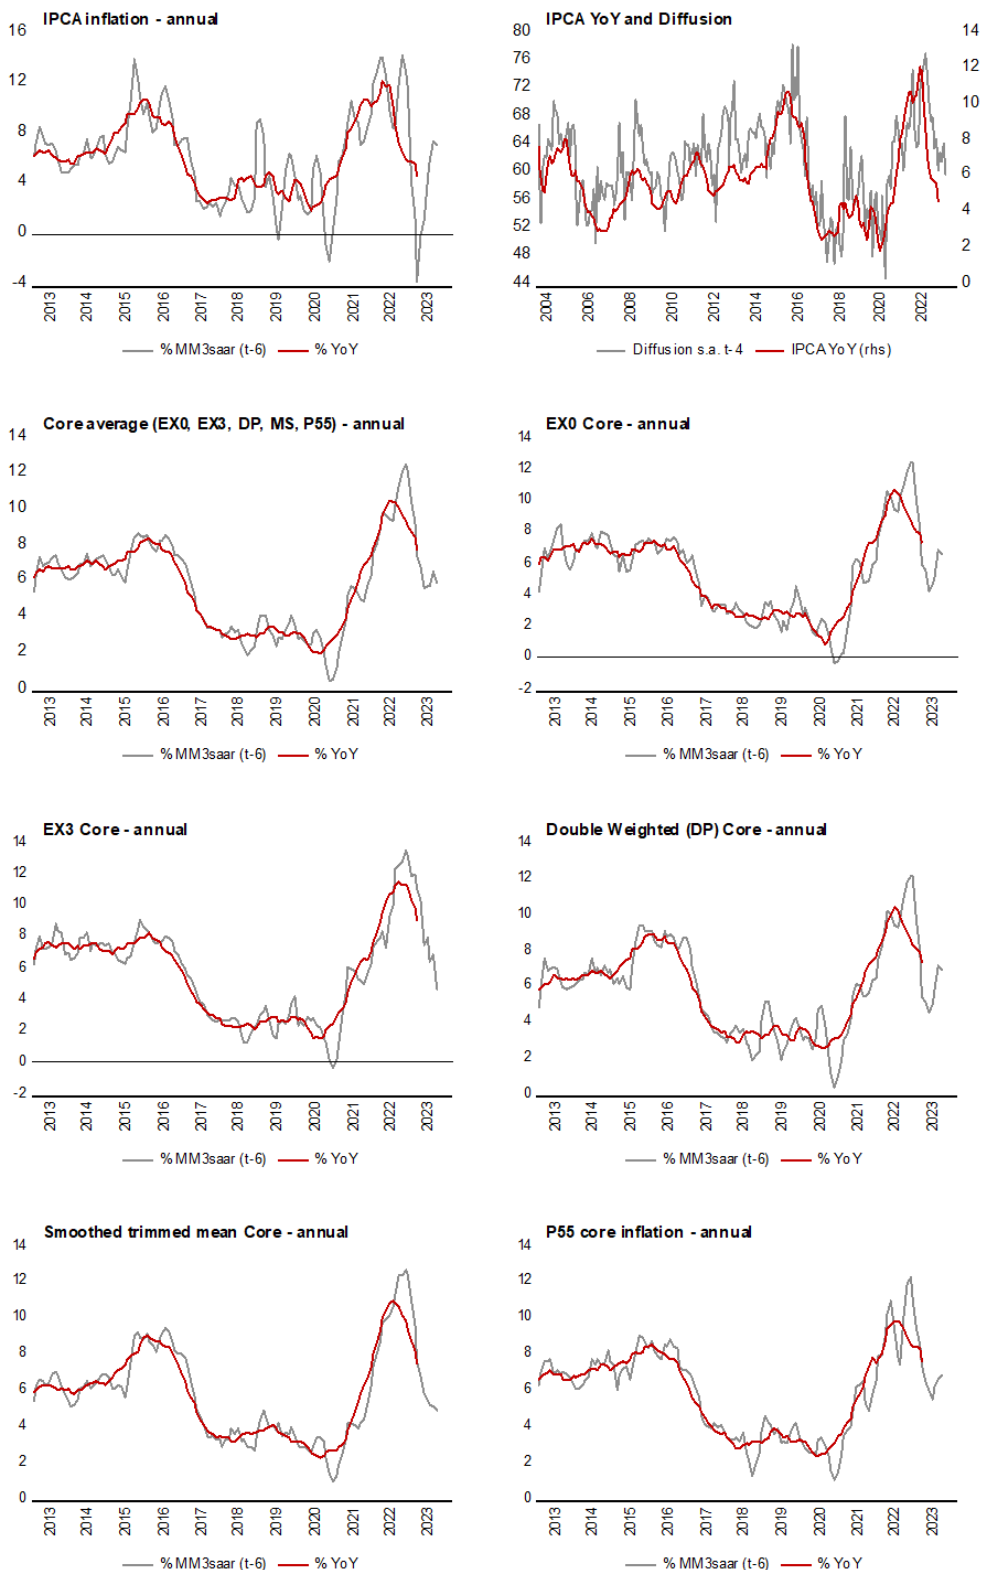 IPCA inflation - annual
16
12
8
4
0
-4
2013 2014 2015 2016 2017 2018 2019 2020 2021 2022 2023
% MM3saar (t-6) % YoY
IPCA YoY and Diffusion
80 14
76 12
72 10
68 8
64 6
60 4
56 2
52 0
48
44
2004 2006 2008 2010 2012 2014 2016 2018 2020 2022
Diffusion s.a. t-4 IPCA YoY (rhs)
Core average (EX0, EX3, DP, MS, P55) - annual
14
12
10
8
6
4
2
0
2013 2014 2015 2016 2017 2018 2019 2020 2021 2022 2023
% MM3saar (t-6) % YoY
EX0 Core - annual
14
12
10
8
6
4
2
0
-2
2013 2014 2015 2016 2017 2018 2019 2020 2021 2022 2023
% MM3saar (t-6) % YoY
EX3 Core - annual
14
12
10
8
6
4
2
0
-2
2013 2014 2015 2016 2017 2018 2019 2020 2021 2022 2023
% MM3saar (t-6) % YoY
Double Weighted (DP) Core - annual
14
12
10
8
6
4
2
0
2013 2014 2015 2016 2017 2018 2019 2020 2021 2022 2023
% MM3saar (t-6) % YoY
Smoothed trimmed mean Core - annual
14
12
10
8
6
4
2
0
2013 2014 2015 2016 2017 2018 2019 2020 2021 2022 2023
% MM3saar (t-6) % YoY
P55 core inflation - annual
14
12
10
8
6
4
2
0
2013 2014 2015 2016 2017 2018 2019 2020 2021 2022 2023
% MM3saar (t-6) % YoY